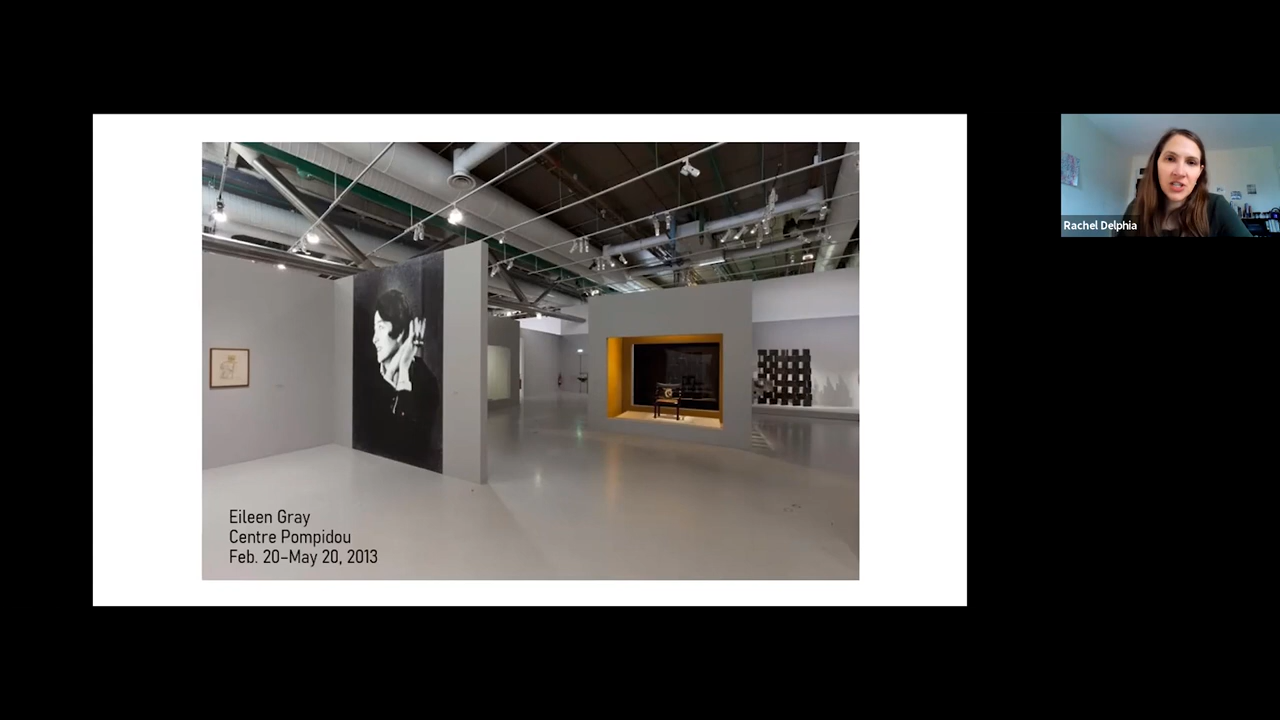 Eileen Gray
Centre Pompidou
Feb. 20–May 20, 2013
Rachel Delphia